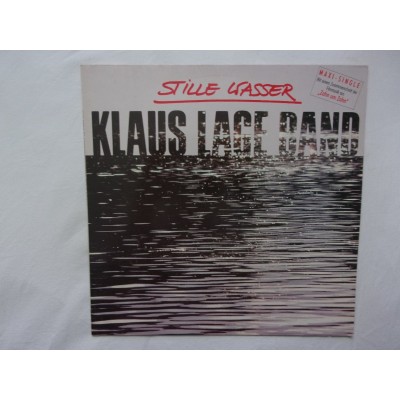 STILLE WASSER
MAXI-SINGLE
KLAUS LAGE BAND